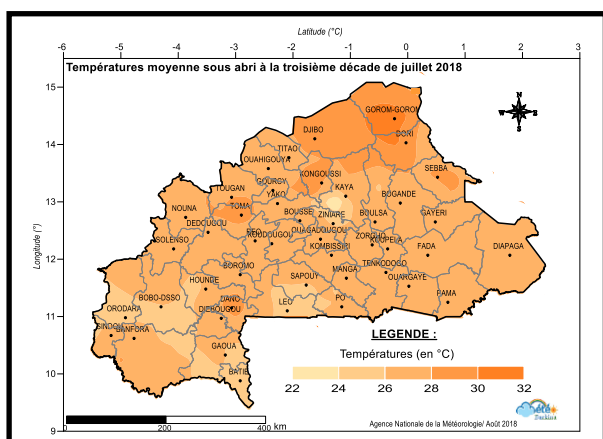 Latitude (°C)
-6 -5 -4 -3 -2 -1 0 1 2 3
Températures moyenne sous abri à la troisième décade de juillet 2018
15
GOROM-GOROM
N
W E
S
DJIBO
14
DORI
TITAO
OUAHIGOUYA
KONGOUSSI
SEBBA
GOURCY
KAYA
13
TOUGAN
YAKO
BUGANDE
NOUNA
TOMA
BOUSSE
ZINIARE
BOULSA
GAYERI
DEDOUGOU
OUAGADOUGOU
SOLENSO
REO
KOUDOUGOU
ZORGHO
KOUPELA
12
KOMBISSIRI
FADA
DIAPAGA
BOROMO
TENKODOGO
HOUNDE
SAPOUY
MANGA
OUARGAYE
BOBO-DSSO
DANO
LEO
PO
PAMA
ORODARA
DIEBOUGOU
11
SINDOU
BANFORA
GAOUA
BATIE
10
9
Longitude (°)
LEGENDE :
Températures (en °C)
22 24 26 28 30 32
0 400 km
Météo
Burkina
Agence Nationale de la Météorologie/ Août 2018